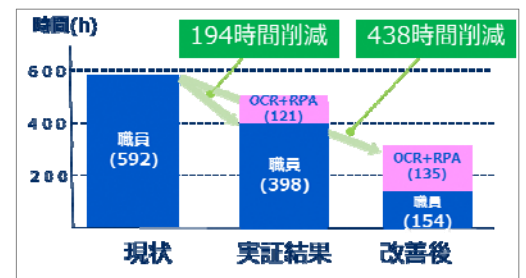 時間(h)
194時間削減
438時間削減
600
400
200
職員
(592)
OCR+RPA
(121)
職員
(398)
OCR+RPA
(135)
職員
(154)
現状
実証結果
改善後